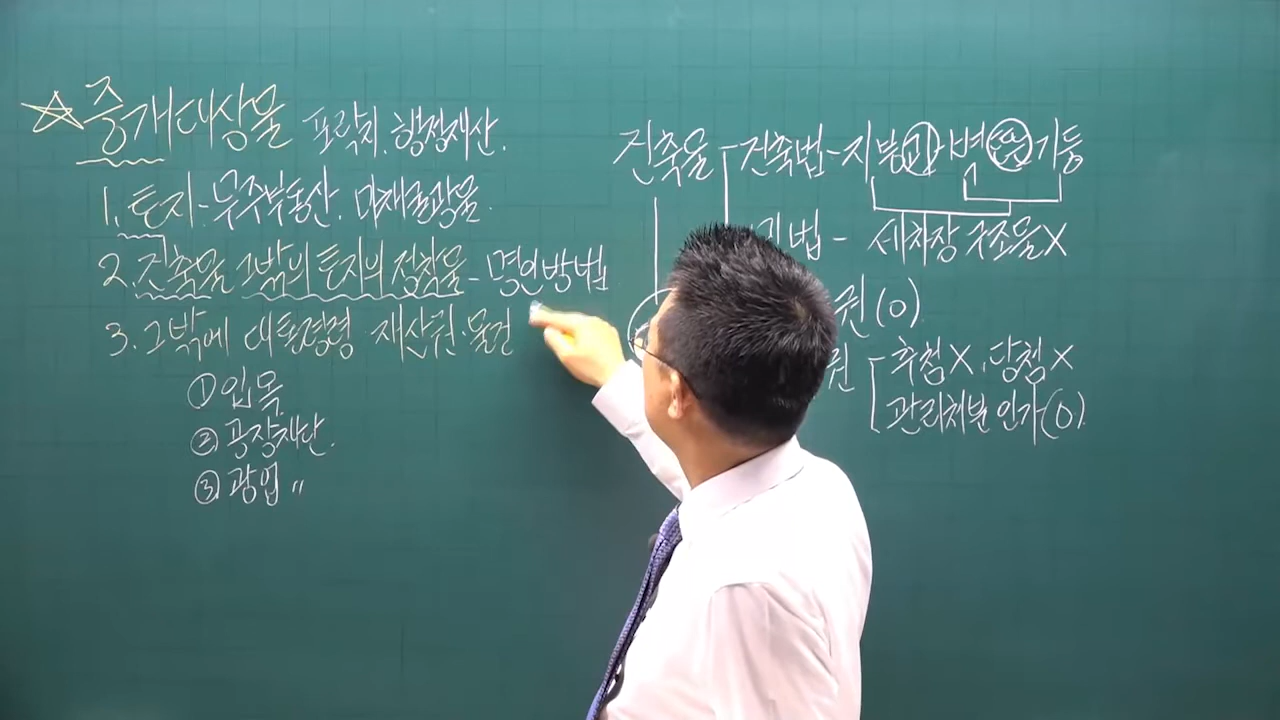 ☆중개대상물 포락지, 행정재산.
1. 토지 - 무주부동산. 미채굴광물.
2. 건축물 그밖의 토지의 정착물 - 명인방법
3. 그밖에 대통령령 재산권·물건
① 입목
② 공장재단.
③ 광업 〃
건축물 - 건축법 - 지붕과 벽 또는 기둥
법 - 세차장 구조물 X
권(O)
권 - 추첨X, 당첨X
관리처분 인가(O)